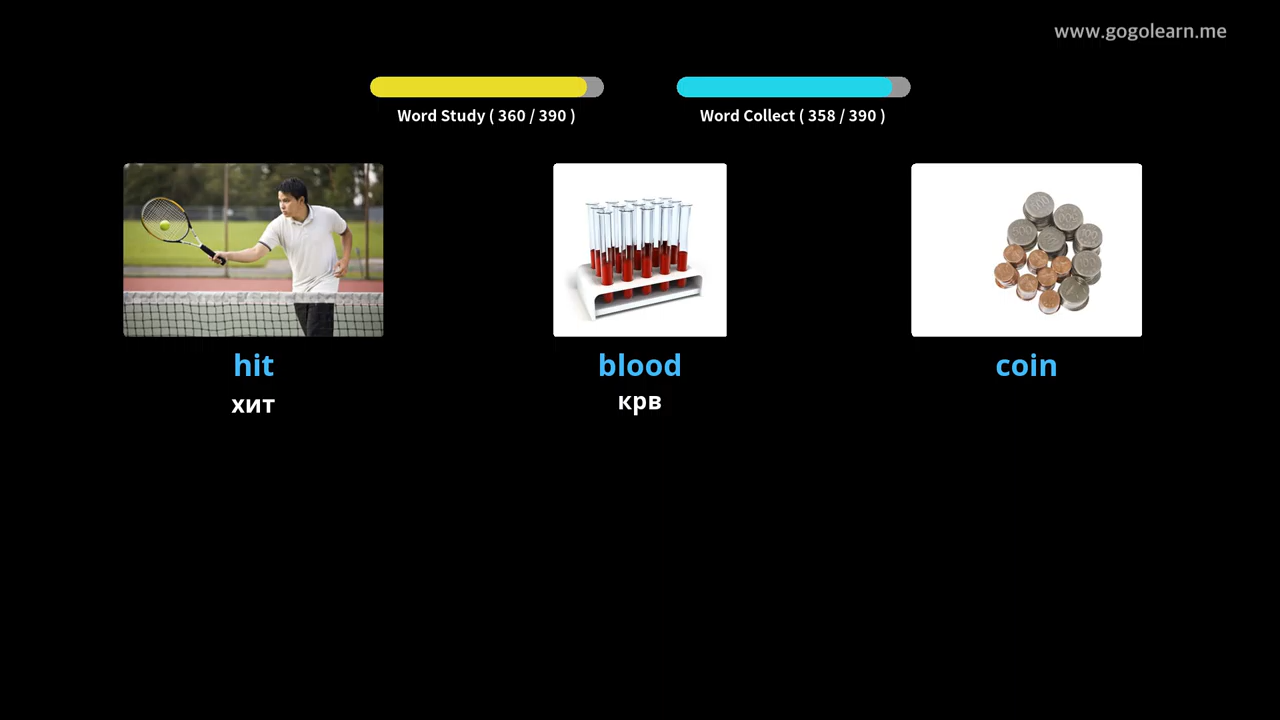 www.gogolearn.me
Word Study ( 360 / 390 )
Word Collect ( 358 / 390 )
hit
хит
blood
крв
coin